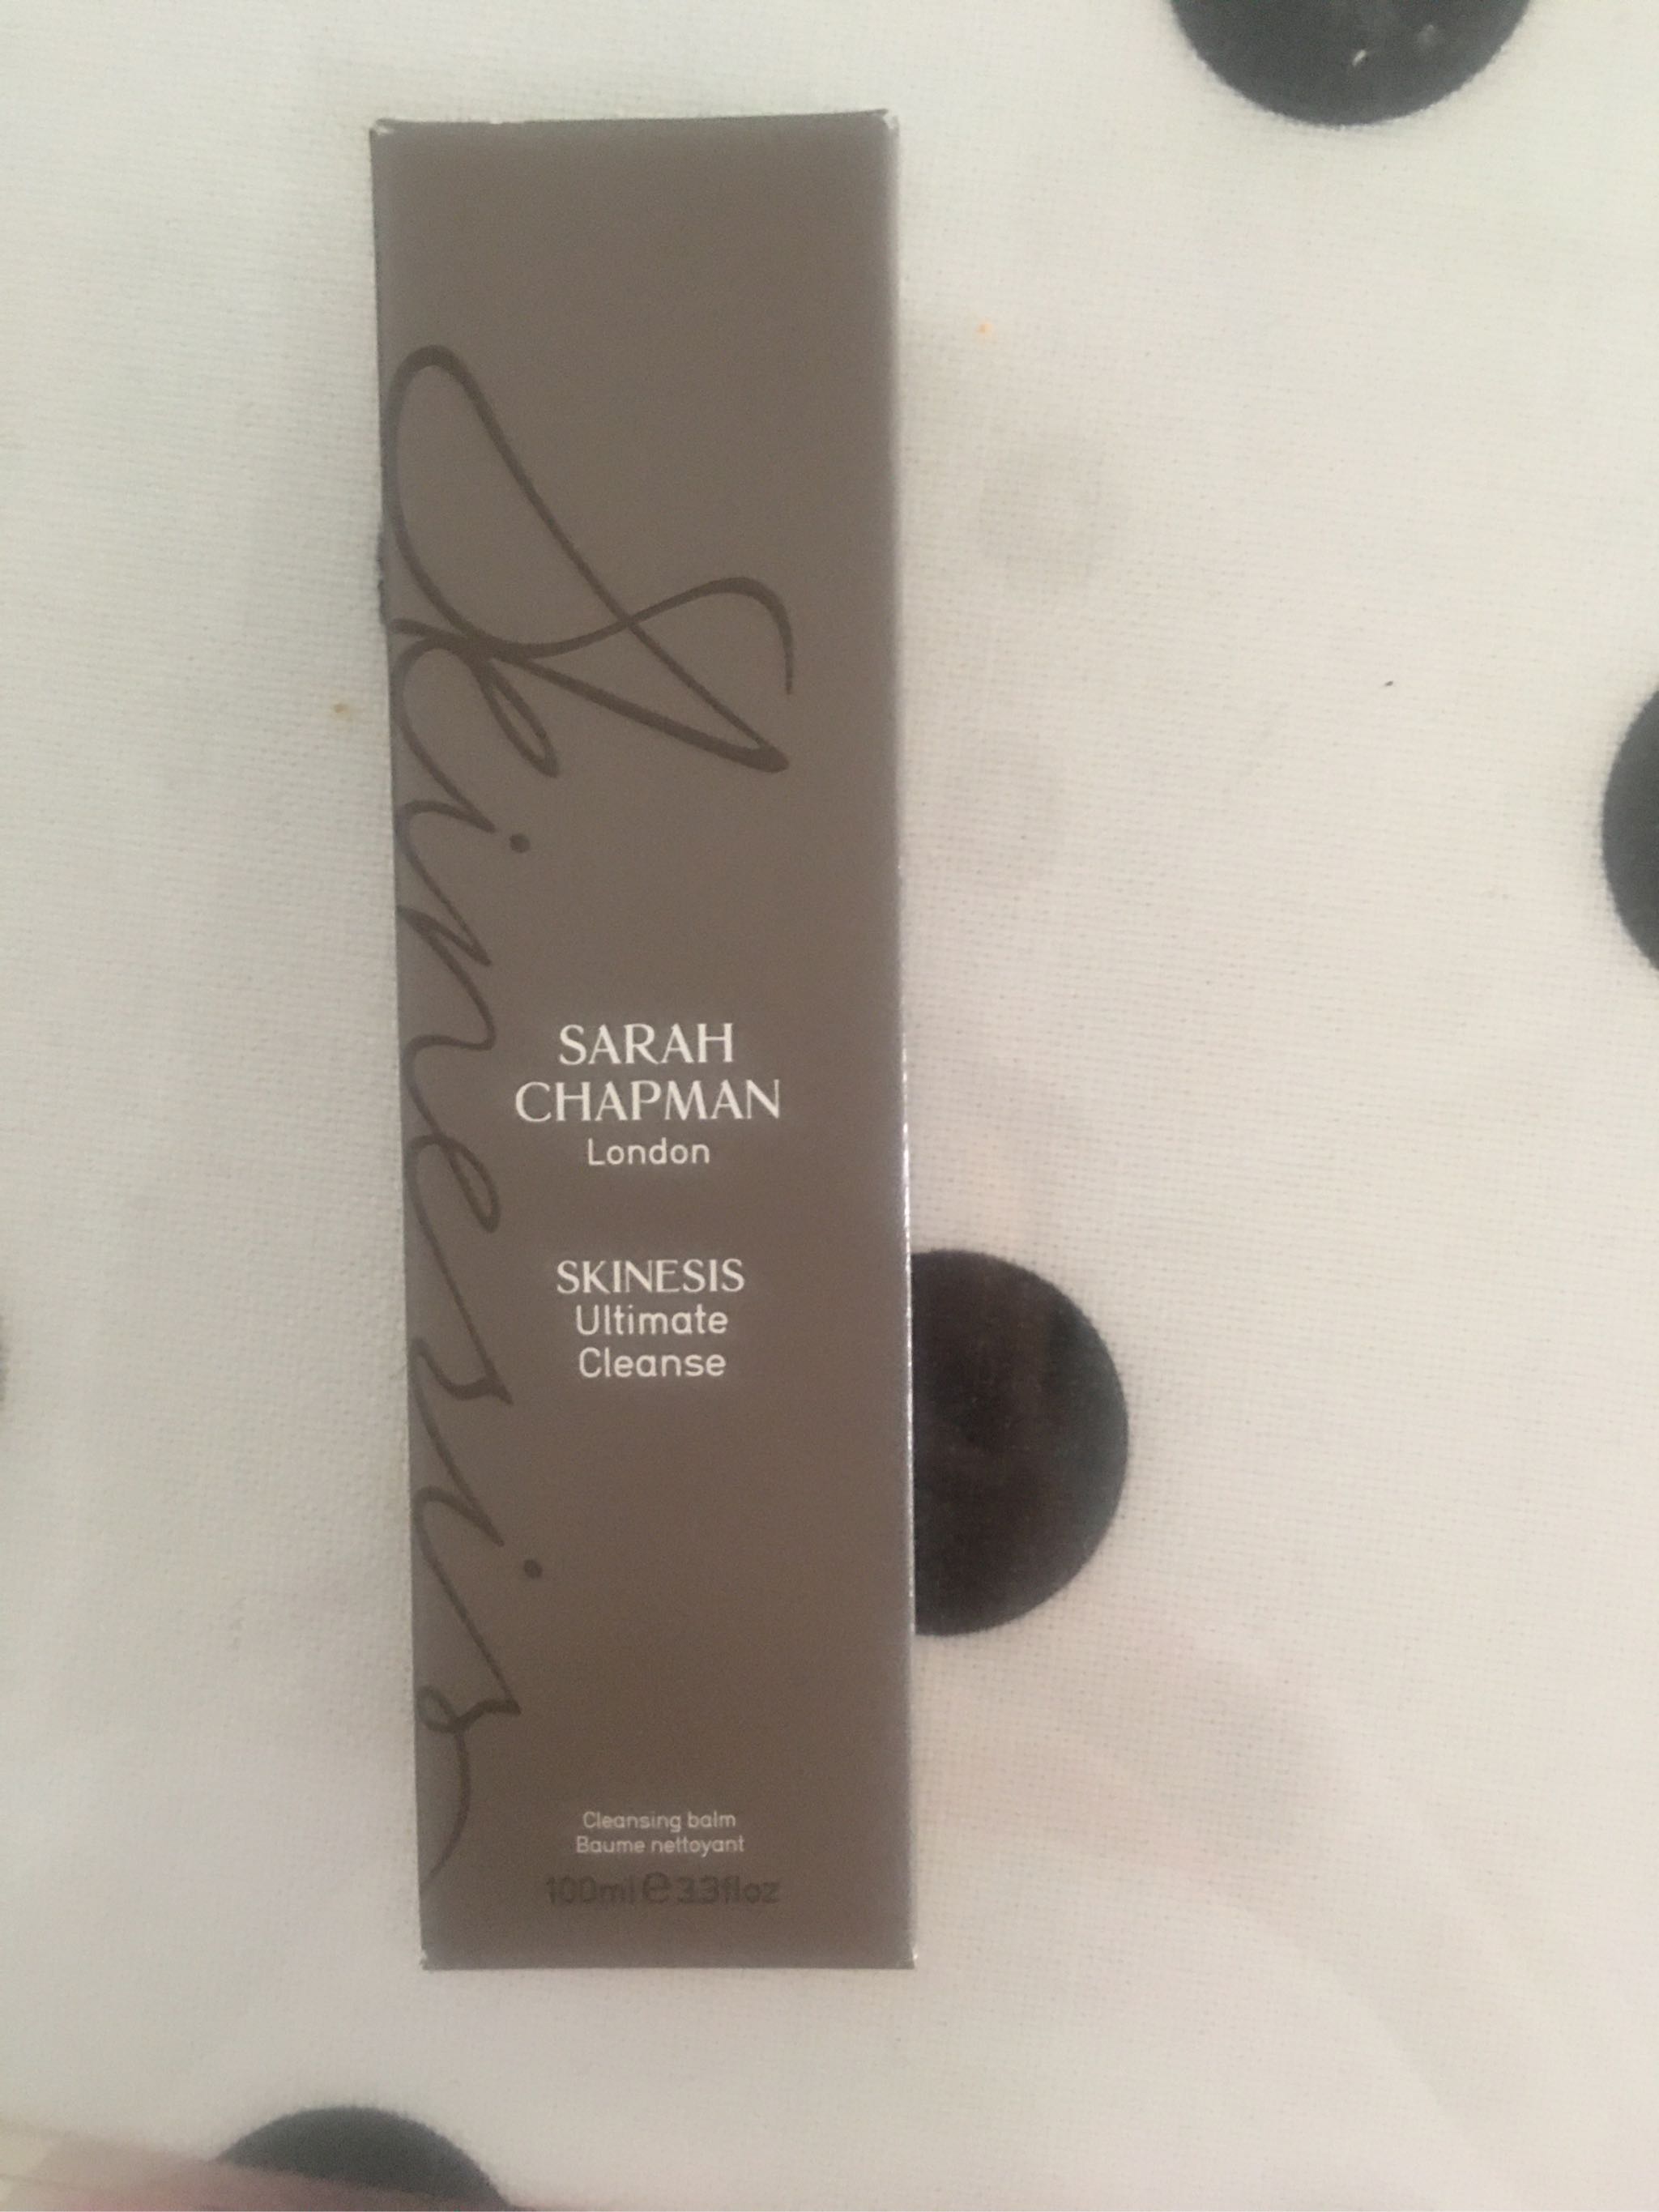 Skinesis
SARAH
CHAPMAN
London
SKINESIS
Ultimate
Cleanse
Cleansing balm
Baume nettoyant
100ml ℮ 3.3floz